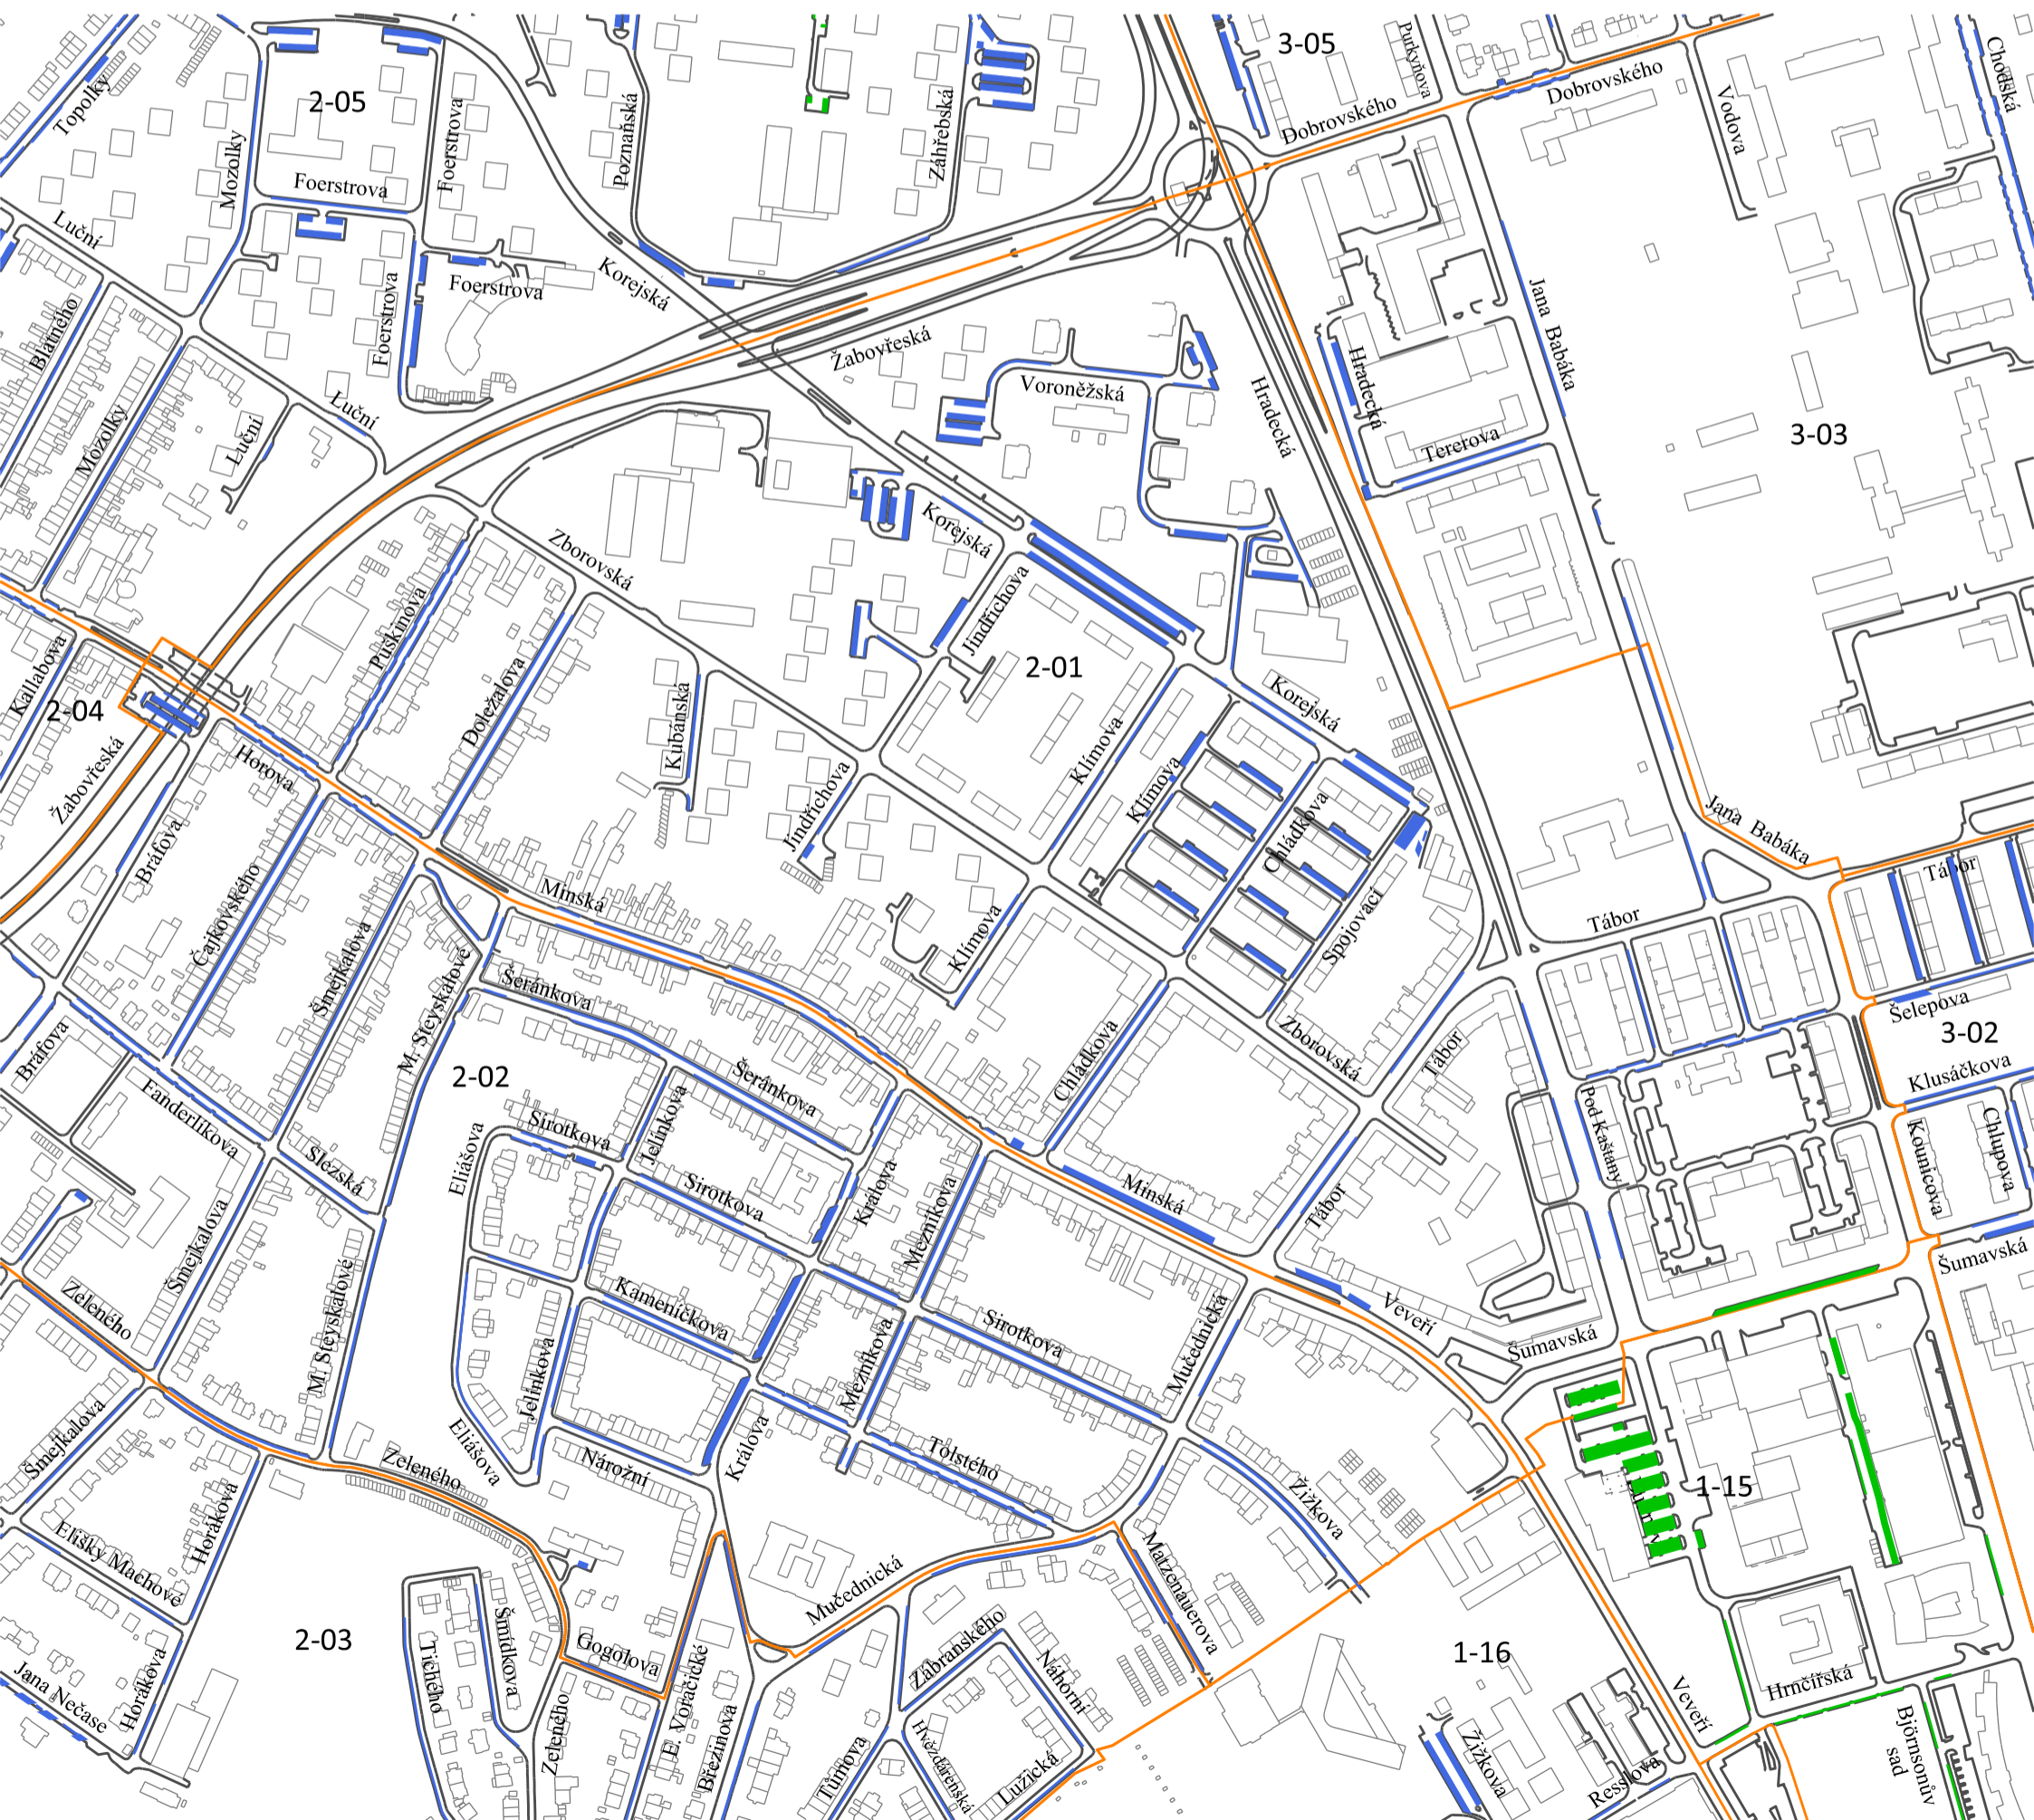 3-05
Purkyňova
Chodská
Topolky
2-05
Foerstrova
Poznaňská
Záhřebská
Dobrovského
Dobrovského
Vodova
Mozolky
Foerstrova
Luční
Korejská
Foerstrova
Foerstrova
Jana Babáka
Blatného
Žabovřeská
Voroněžská
Hradecká
Hradecká
Luční
Luční
Mozolky
Tererova
3-03
Korejská
Zborovská
Jindřichova
Puškinova
Kallabova
2-04
Doležalova
Kubánská
2-01
Korejská
Klímova
Horova
Žabovřeská
Jindřichova
Klímova
Chládkova
Jana Babáka
Bráfova
Minská
Tábor
Čajkovského
Šmejkalova
Klímova
Spojovací
Tábor
M. Steyskalové
Šeránkova
Šelepova
3-02
Bráfova
2-02
Šeránkova
Chládkova
Zborovská
Tábor
Klusáčkova
Fanderlíkova
Sirotkova
Jelínkova
Pod Kaštany
Chlupova
Kounicova
Eliášova
Slezská
Sirotkova
Králova
Minská
Tábor
Mezníkova
Šmejkalova
Šumavská
Zeleného
M. Steyskalové
Kameníčkova
Sirotkova
Mučednická
Veveří
Šumavská
Mezníkova
Jelínkova
Šmejkalova
Eliášova
Zeleného
Nárožní
Králova
Tolstého
Žižkova
1-15
Horákova
Elišky Machové
Mučednická
Matzenauerova
2-03
Šmídkova
Tichého
Gogolova
Zábranského
Náhorní
1-16
Horákova
Jana Nečase
Zeleného
E. Voračické
Březinova
Tůmova
Hvězdárenská
Lužická
Žižkova
Resslova
Veveří
Hrnčířská
Björnsonův
sad